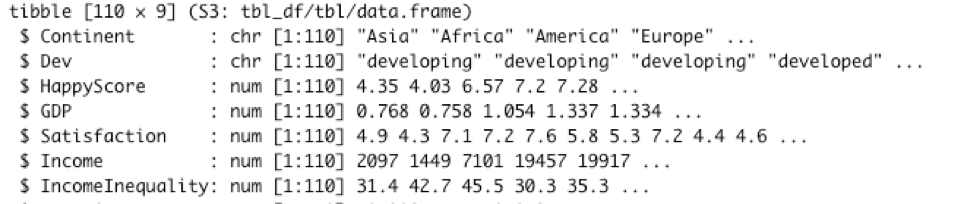 tibble [110 × 9] (S3: tbl_df/tbl/data.frame)
$ Continent : chr [1:110] "Asia" "Africa" "America" "Europe" ...
$ Dev : chr [1:110] "developing" "developing" "developing" "developed" ...
$ HappyScore : num [1:110] 4.35 4.03 6.57 7.2 7.28 ...
$ GDP : num [1:110] 0.768 0.758 1.054 1.337 1.334 ...
$ Satisfaction : num [1:110] 4.9 4.3 7.1 7.2 7.6 5.8 5.3 7.2 4.4 4.6 ...
$ Income : num [1:110] 2097 1449 7101 19457 19917 ...
$ IncomeInequality: num [1:110] 31.4 42.7 45.5 30.3 35.3 ...